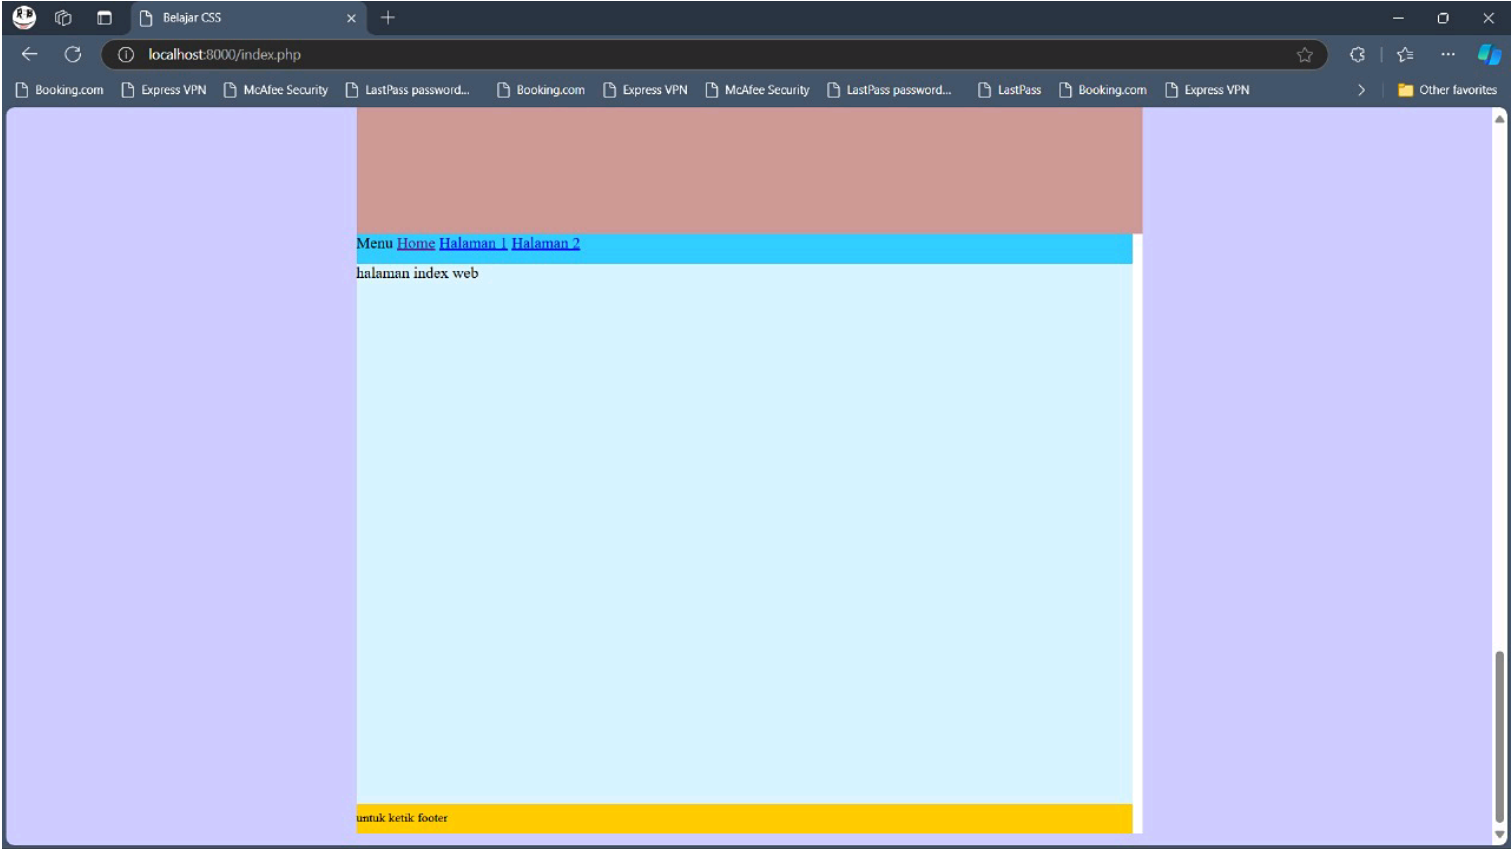 Belajar CSS
localhost:8000/index.php
Booking.com Express VPN McAfee Security LastPass password... Booking.com Express VPN McAfee Security LastPass password... LastPass Booking.com Express VPN Other favorites
Menu Home Halaman 1 Halaman 2
halaman index web
untuk ketik footer